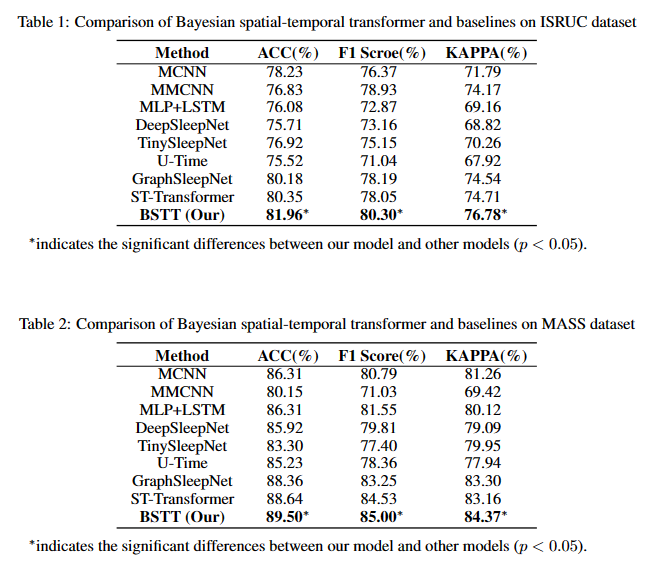 Table 1: Comparison of Bayesian spatial-temporal transformer and baselines on ISRUC dataset
Method ACC(%) F1 Scroe(%) KAPPA(%)
MCNN 78.23 76.37 71.79
MMCNN 76.83 78.93 74.17
MLP+LSTM 76.08 72.87 69.16
DeepSleepNet 75.71 73.16 68.82
TinySleepNet 76.92 75.15 70.26
U-Time 75.52 71.04 67.92
GraphSleepNet 80.18 78.19 74.54
ST-Transformer 80.35 78.05 74.71
BSTT (Our) 81.96* 80.30* 76.78*
*indicates the significant differences between our model and other models (p < 0.05).
Table 2: Comparison of Bayesian spatial-temporal transformer and baselines on MASS dataset
Method ACC(%) F1 Score(%) KAPPA(%)
MCNN 86.31 80.79 81.26
MMCNN 80.15 71.03 69.42
MLP+LSTM 86.31 81.55 80.12
DeepSleepNet 85.92 79.81 79.09
TinySleepNet 83.30 77.40 79.95
U-Time 85.23 78.36 77.94
GraphSleepNet 88.36 83.25 83.30
ST-Transformer 88.64 84.53 83.16
BSTT (Our) 89.50* 85.00* 84.37*
*indicates the significant differences between our model and other models (p < 0.05).